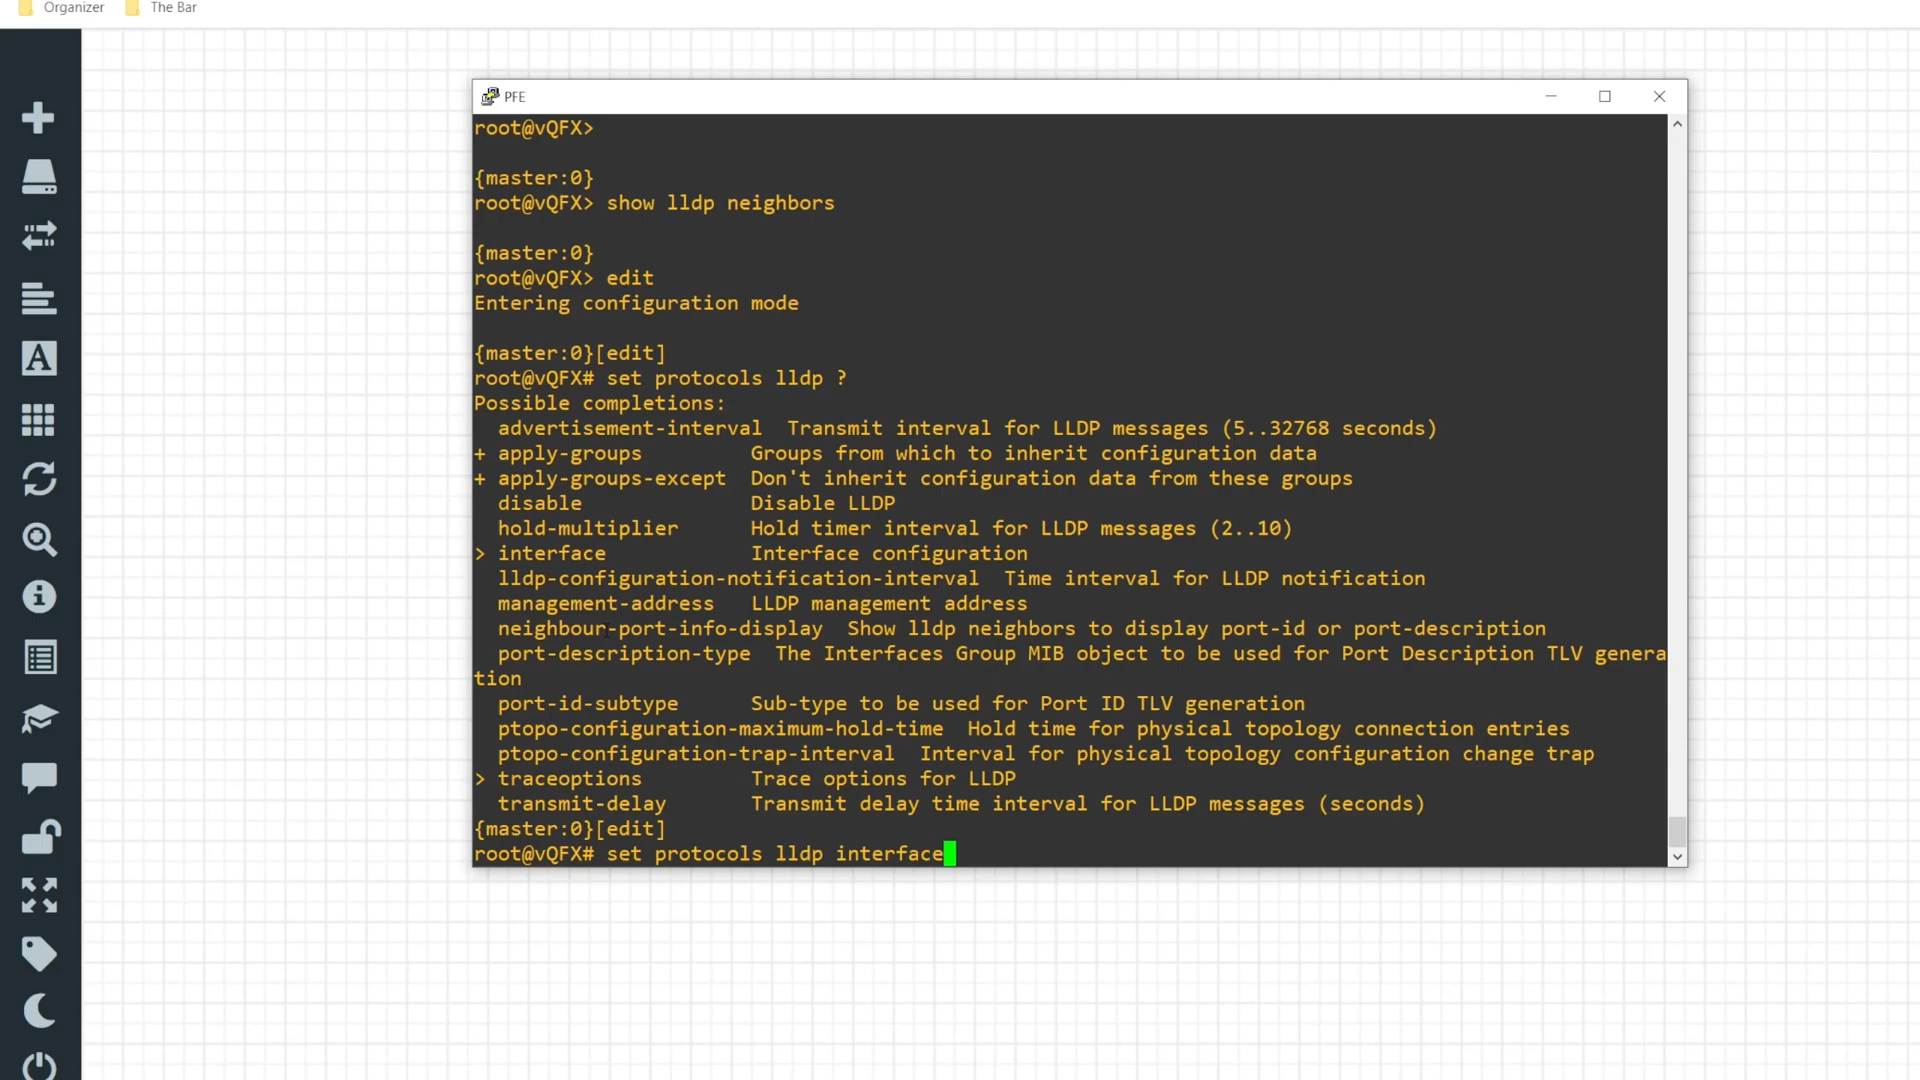 Organizer The Bar
PFE
root@vQFX>
{master:0}
root@vQFX> show lldp neighbors
{master:0}
root@vQFX> edit
Entering configuration mode
{master:0}[edit]
root@vQFX# set protocols lldp ?
Possible completions:
  advertisement-interval  Transmit interval for LLDP messages (5..32768 seconds)
+ apply-groups         Groups from which to inherit configuration data
+ apply-groups-except  Don't inherit configuration data from these groups
  disable              Disable LLDP
  hold-multiplier      Hold timer interval for LLDP messages (2..10)
> interface            Interface configuration
  lldp-configuration-notification-interval  Time interval for LLDP notification
  management-address   LLDP management address
  neighbour-port-info-display  Show lldp neighbors to display port-id or port-description
  port-description-type  The Interfaces Group MIB object to be used for Port Description TLV genera
tion
  port-id-subtype      Sub-type to be used for Port ID TLV generation
  ptopo-configuration-maximum-hold-time  Hold time for physical topology connection entries
  ptopo-configuration-trap-interval  Interval for physical topology configuration change trap
> traceoptions         Trace options for LLDP
  transmit-delay       Transmit delay time interval for LLDP messages (seconds)
{master:0}[edit]
root@vQFX# set protocols lldp interface